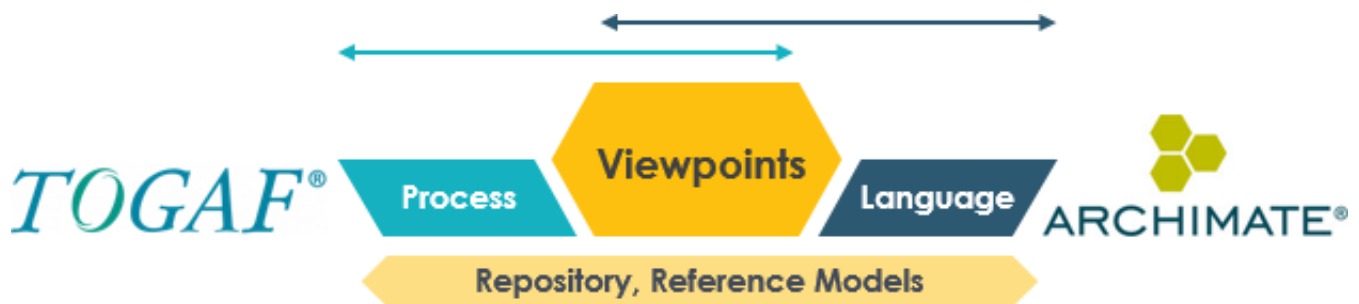 Viewpoints
TOGAF®
Process
Language
ARCHIMATE®
Repository, Reference Models